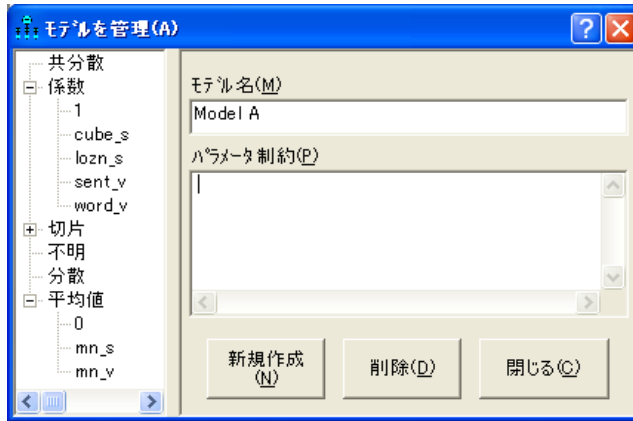 ﾓﾃﾞﾙを管理(A)
共分散
係数
1
cube_s
lozn_s
sent_v
word_v
切片
不明
分散
平均値
0
mn_s
mn_v
ﾓﾃﾞﾙ名(M)
Model A
ﾊﾟﾗﾒｰﾀ制約(P)
新規作成
(N)
削除(D)
閉じる(C)